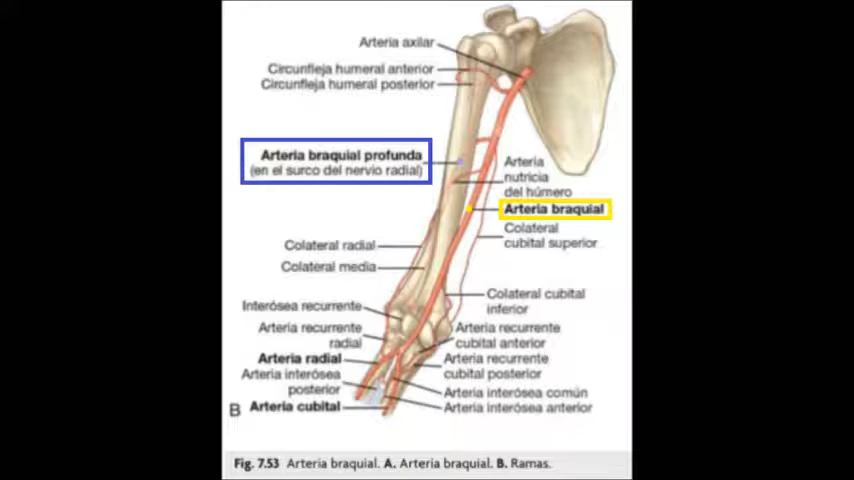 Arteria axilar
Circunfleja humeral anterior
Circunfleja humeral posterior
Arteria braquial profunda
(en el surco del nervio radial)
Arteria
nutricia
del húmero
Arteria braquial
Colateral
cubital superior
Colateral radial
Colateral media
Colateral cubital
inferior
Interósea recurrente
Arteria recurrente
radial
Arteria recurrente
cubital anterior
Arteria radial
Arteria recurrente
cubital posterior
Arteria interósea
posterior
Arteria interósea común
Arteria interósea anterior
B Arteria cubital
Fig. 7.53 Arteria braquial. A. Arteria braquial. B. Ramas.